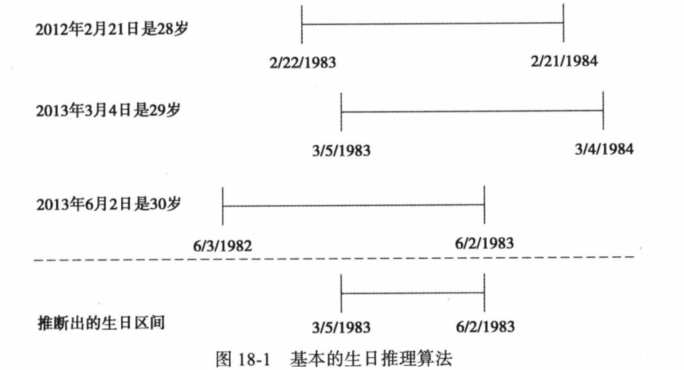 2012年2月21日是28岁
2/22/1983 2/21/1984
2013年3月4日是29岁
3/5/1983 3/4/1984
2013年6月2日是30岁
6/3/1982 6/2/1983
推断出的生日区间
3/5/1983 6/2/1983
图 18-1 基本的生日推理算法